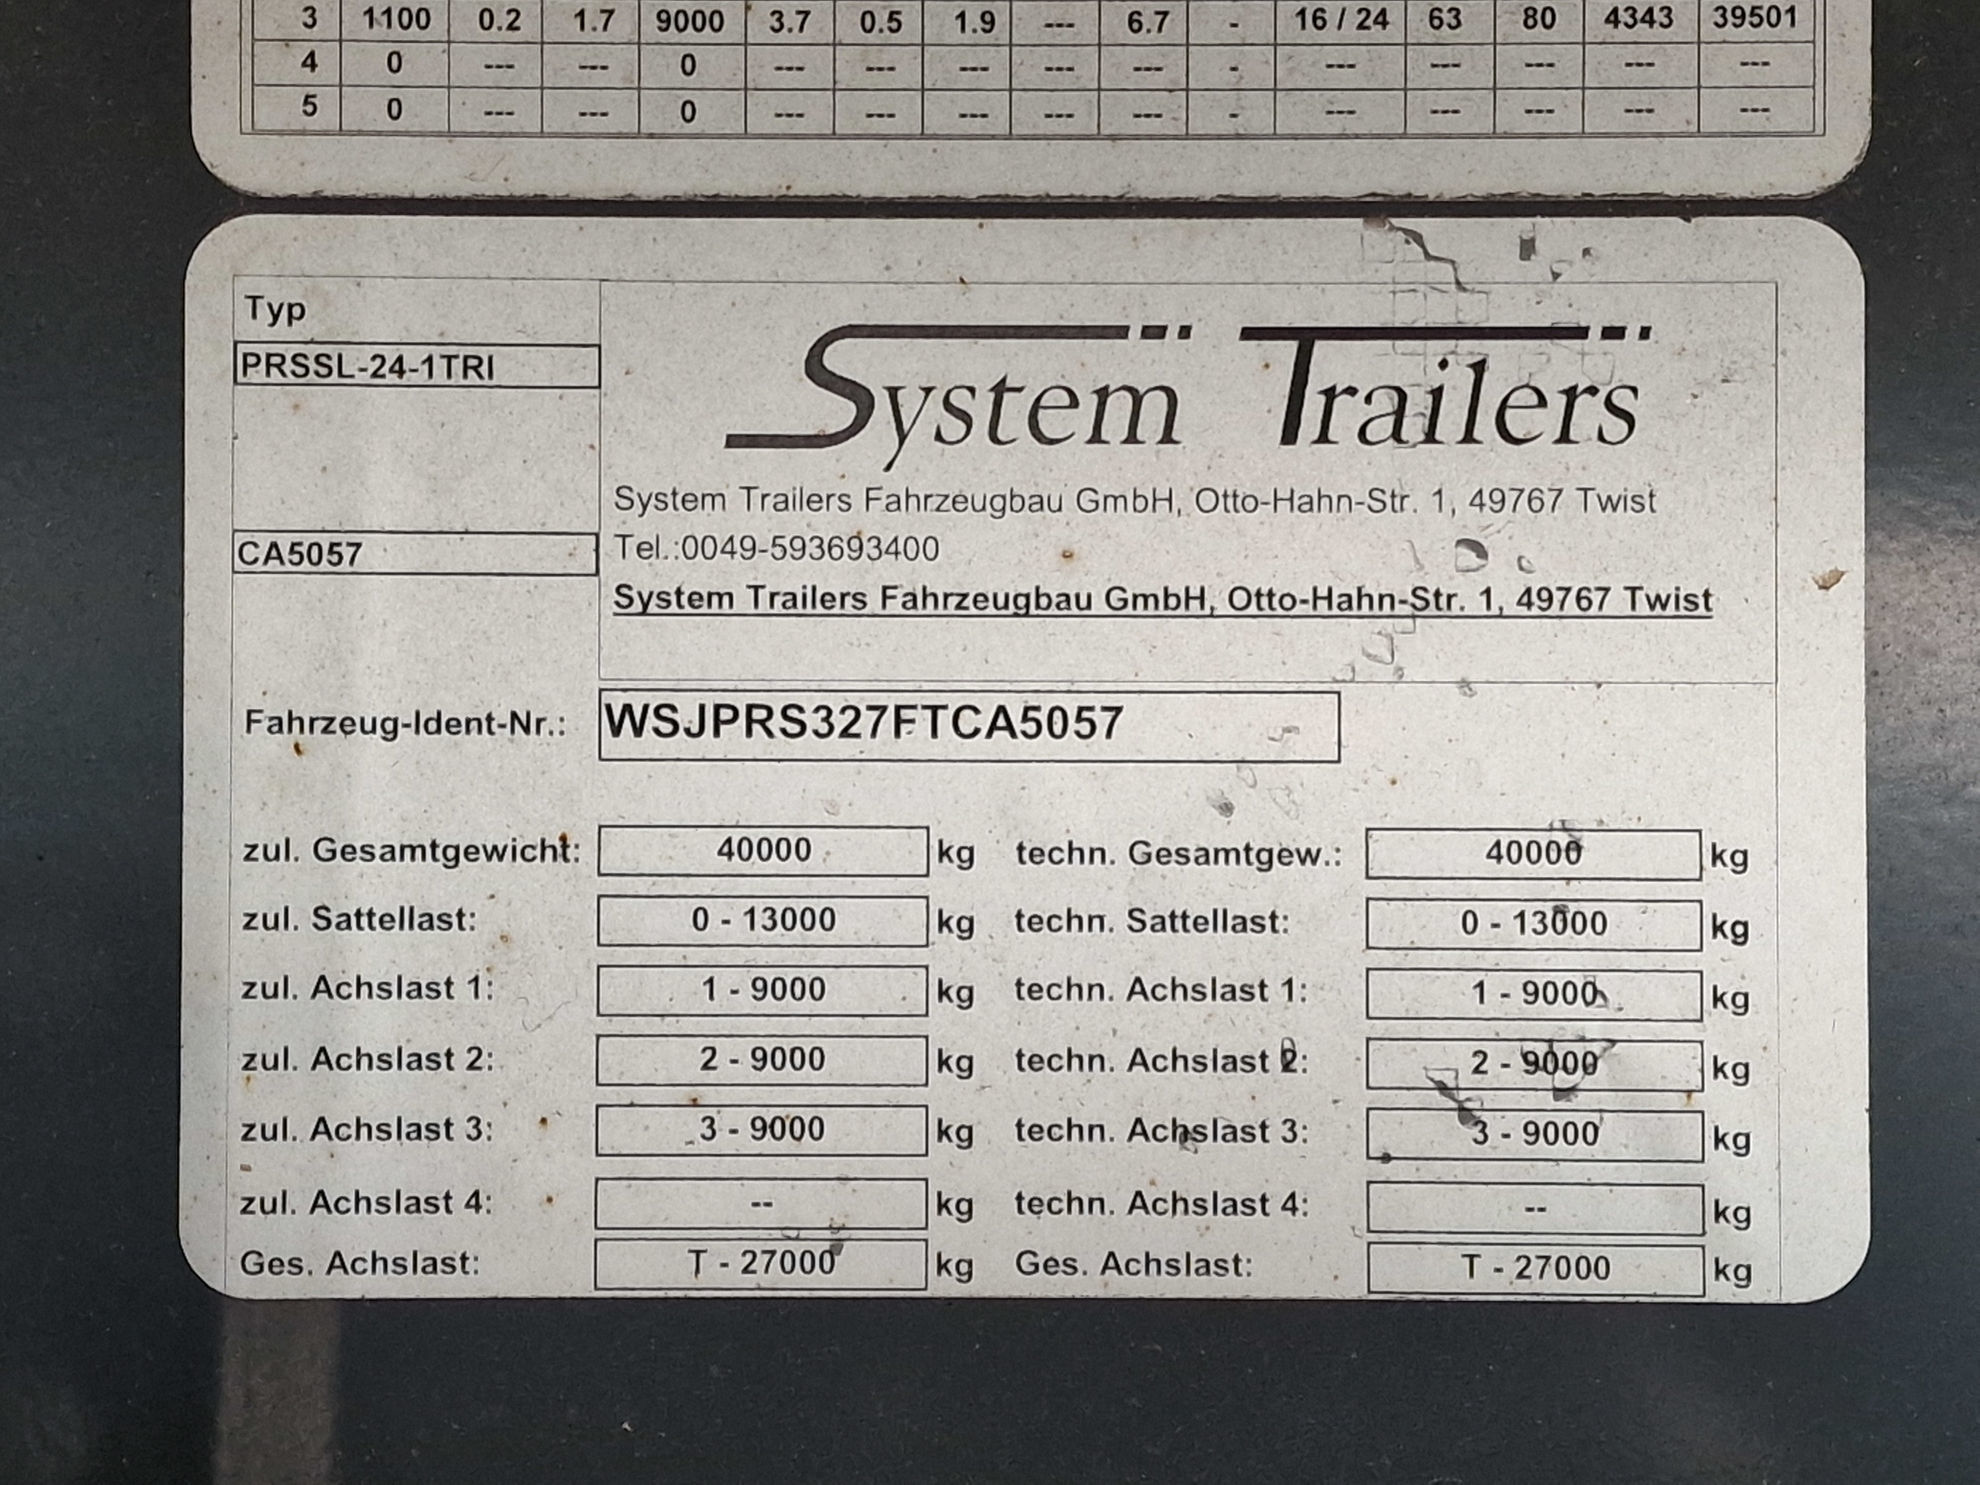 3 1100 0.2 1.7 9000 3.7 0.5 1.9 --- 6.7 - 16 / 24 63 80 4343 39501
4 0 --- --- 0 --- --- --- --- --- - --- --- --- --- ---
5 0 --- --- 0 --- --- --- --- --- - --- --- --- --- ---
Typ
PRSSL-24-1TRI
System Trailers
System Trailers Fahrzeugbau GmbH, Otto-Hahn-Str. 1, 49767 Twist
CA5057
Tel.:0049-593693400
System Trailers Fahrzeugbau GmbH, Otto-Hahn-Str. 1, 49767 Twist
Fahrzeug-Ident-Nr.: WSJPRS327FTCA5057
zul. Gesamtgewicht: 40000 kg techn. Gesamtgew.: 40000 kg
zul. Sattellast: 0 - 13000 kg techn. Sattellast: 0 - 13000 kg
zul. Achslast 1: 1 - 9000 kg techn. Achslast 1: 1 - 9000 kg
zul. Achslast 2: 2 - 9000 kg techn. Achslast 2: 2 - 9000 kg
zul. Achslast 3: 3 - 9000 kg techn. Achslast 3: 3 - 9000 kg
zul. Achslast 4: -- kg techn. Achslast 4: -- kg
Ges. Achslast: T - 27000 kg Ges. Achslast: T - 27000 kg